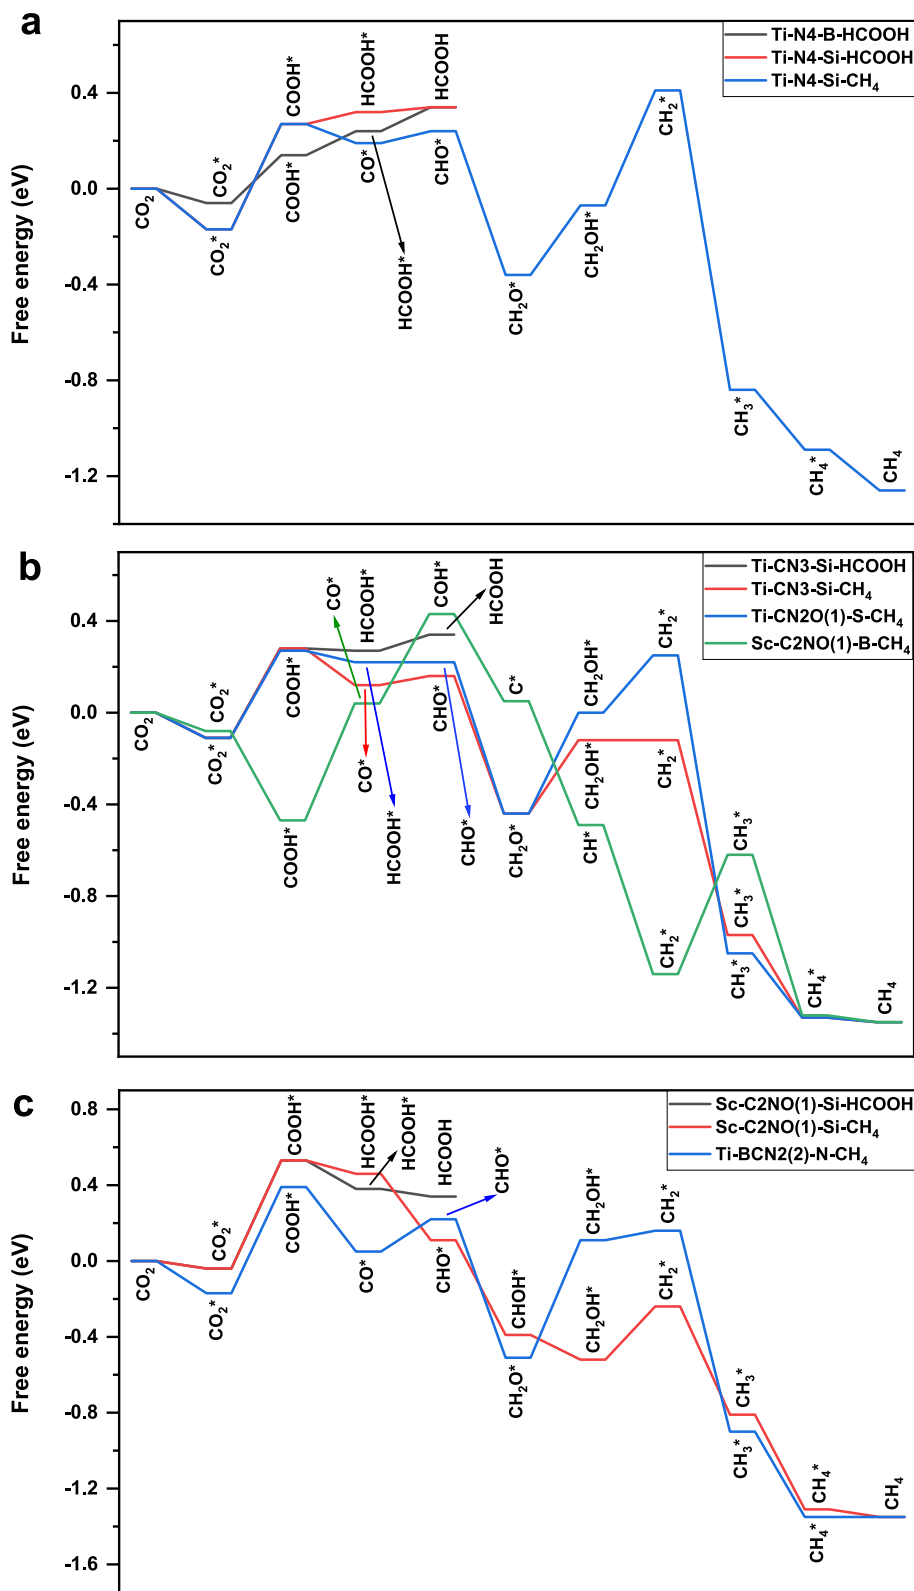 a
Ti-N4-B-HCOOH
Ti-N4-Si-HCOOH
Ti-N4-Si-CH₄
Free energy (eV)
0.4
0.0
-0.4
-0.8
-1.2
CO₂
CO₂*
CO₂*
COOH*
COOH*
HCOOH*
CO*
HCOOH*
HCOOH
CHO*
CH₂O*
CH₂OH*
CH₂*
CH₃*
CH₄*
CH₄
b
Ti-CN3-Si-HCOOH
Ti-CN3-Si-CH₄
Ti-CN2O(1)-S-CH₄
Sc-C2NO(1)-B-CH₄
Free energy (eV)
0.4
0.0
-0.4
-0.8
-1.2
CO₂
CO₂*
CO₂*
COOH*
COOH*
CO*
HCOOH*
CO*
HCOOH*
COH*
HCOOH
CHO*
CHO*
C*
CH₂O*
CH₂OH*
CH₂OH*
CH*
CH₂*
CH₂*
CH₂*
CH₃*
CH₃*
CH₃*
CH₄*
CH₄
c
Sc-C2NO(1)-Si-HCOOH
Sc-C2NO(1)-Si-CH₄
Ti-BCN2(2)-N-CH₄
Free energy (eV)
0.8
0.4
0.0
-0.4
-0.8
-1.2
-1.6
CO₂
CO₂*
CO₂*
COOH*
COOH*
HCOOH*
HCOOH*
CO*
HCOOH
CHO*
CHO*
CHOH*
CH₂O*
CH₂OH*
CH₂OH*
CH₂*
CH₂*
CH₃*
CH₃*
CH₄*
CH₄*
CH₄